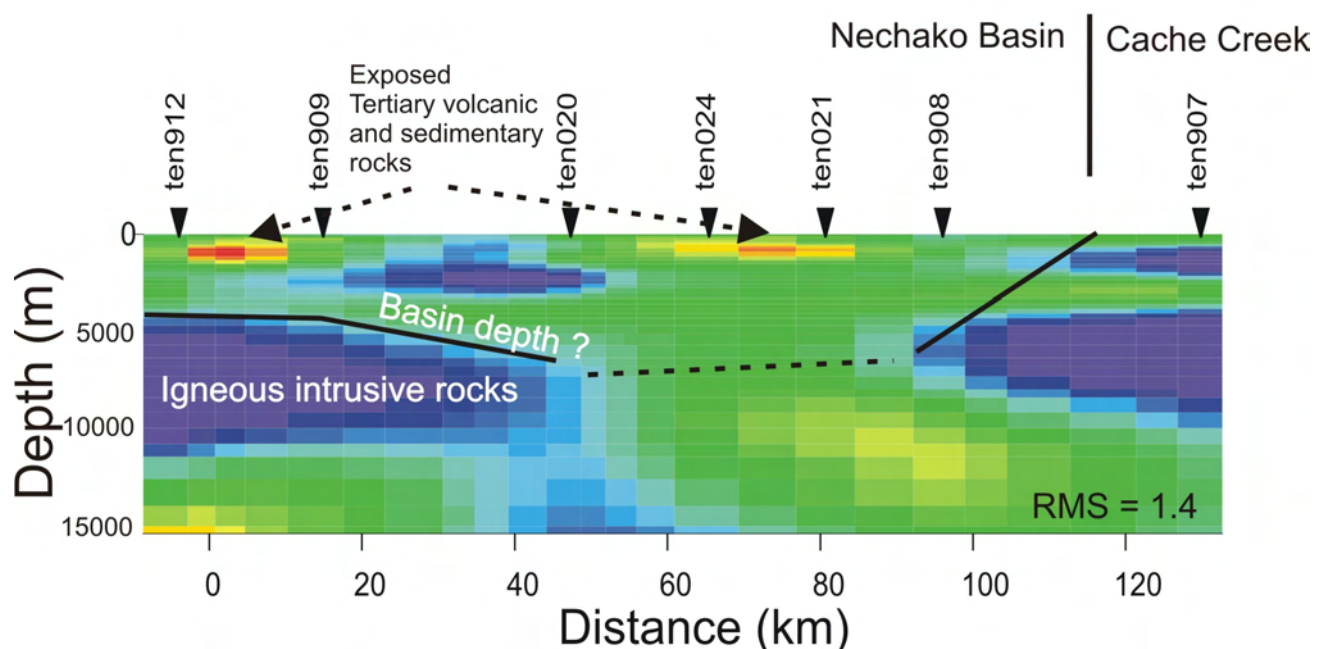 Nechako Basin
Cache Creek
Exposed
Tertiary volcanic
and sedimentary
rocks
ten912
ten909
ten020
ten024
ten021
ten908
ten907
0
5000
10000
15000
Depth (m)
Basin depth ?
Igneous intrusive rocks
RMS = 1.4
0
20
40
60
80
100
120
Distance (km)